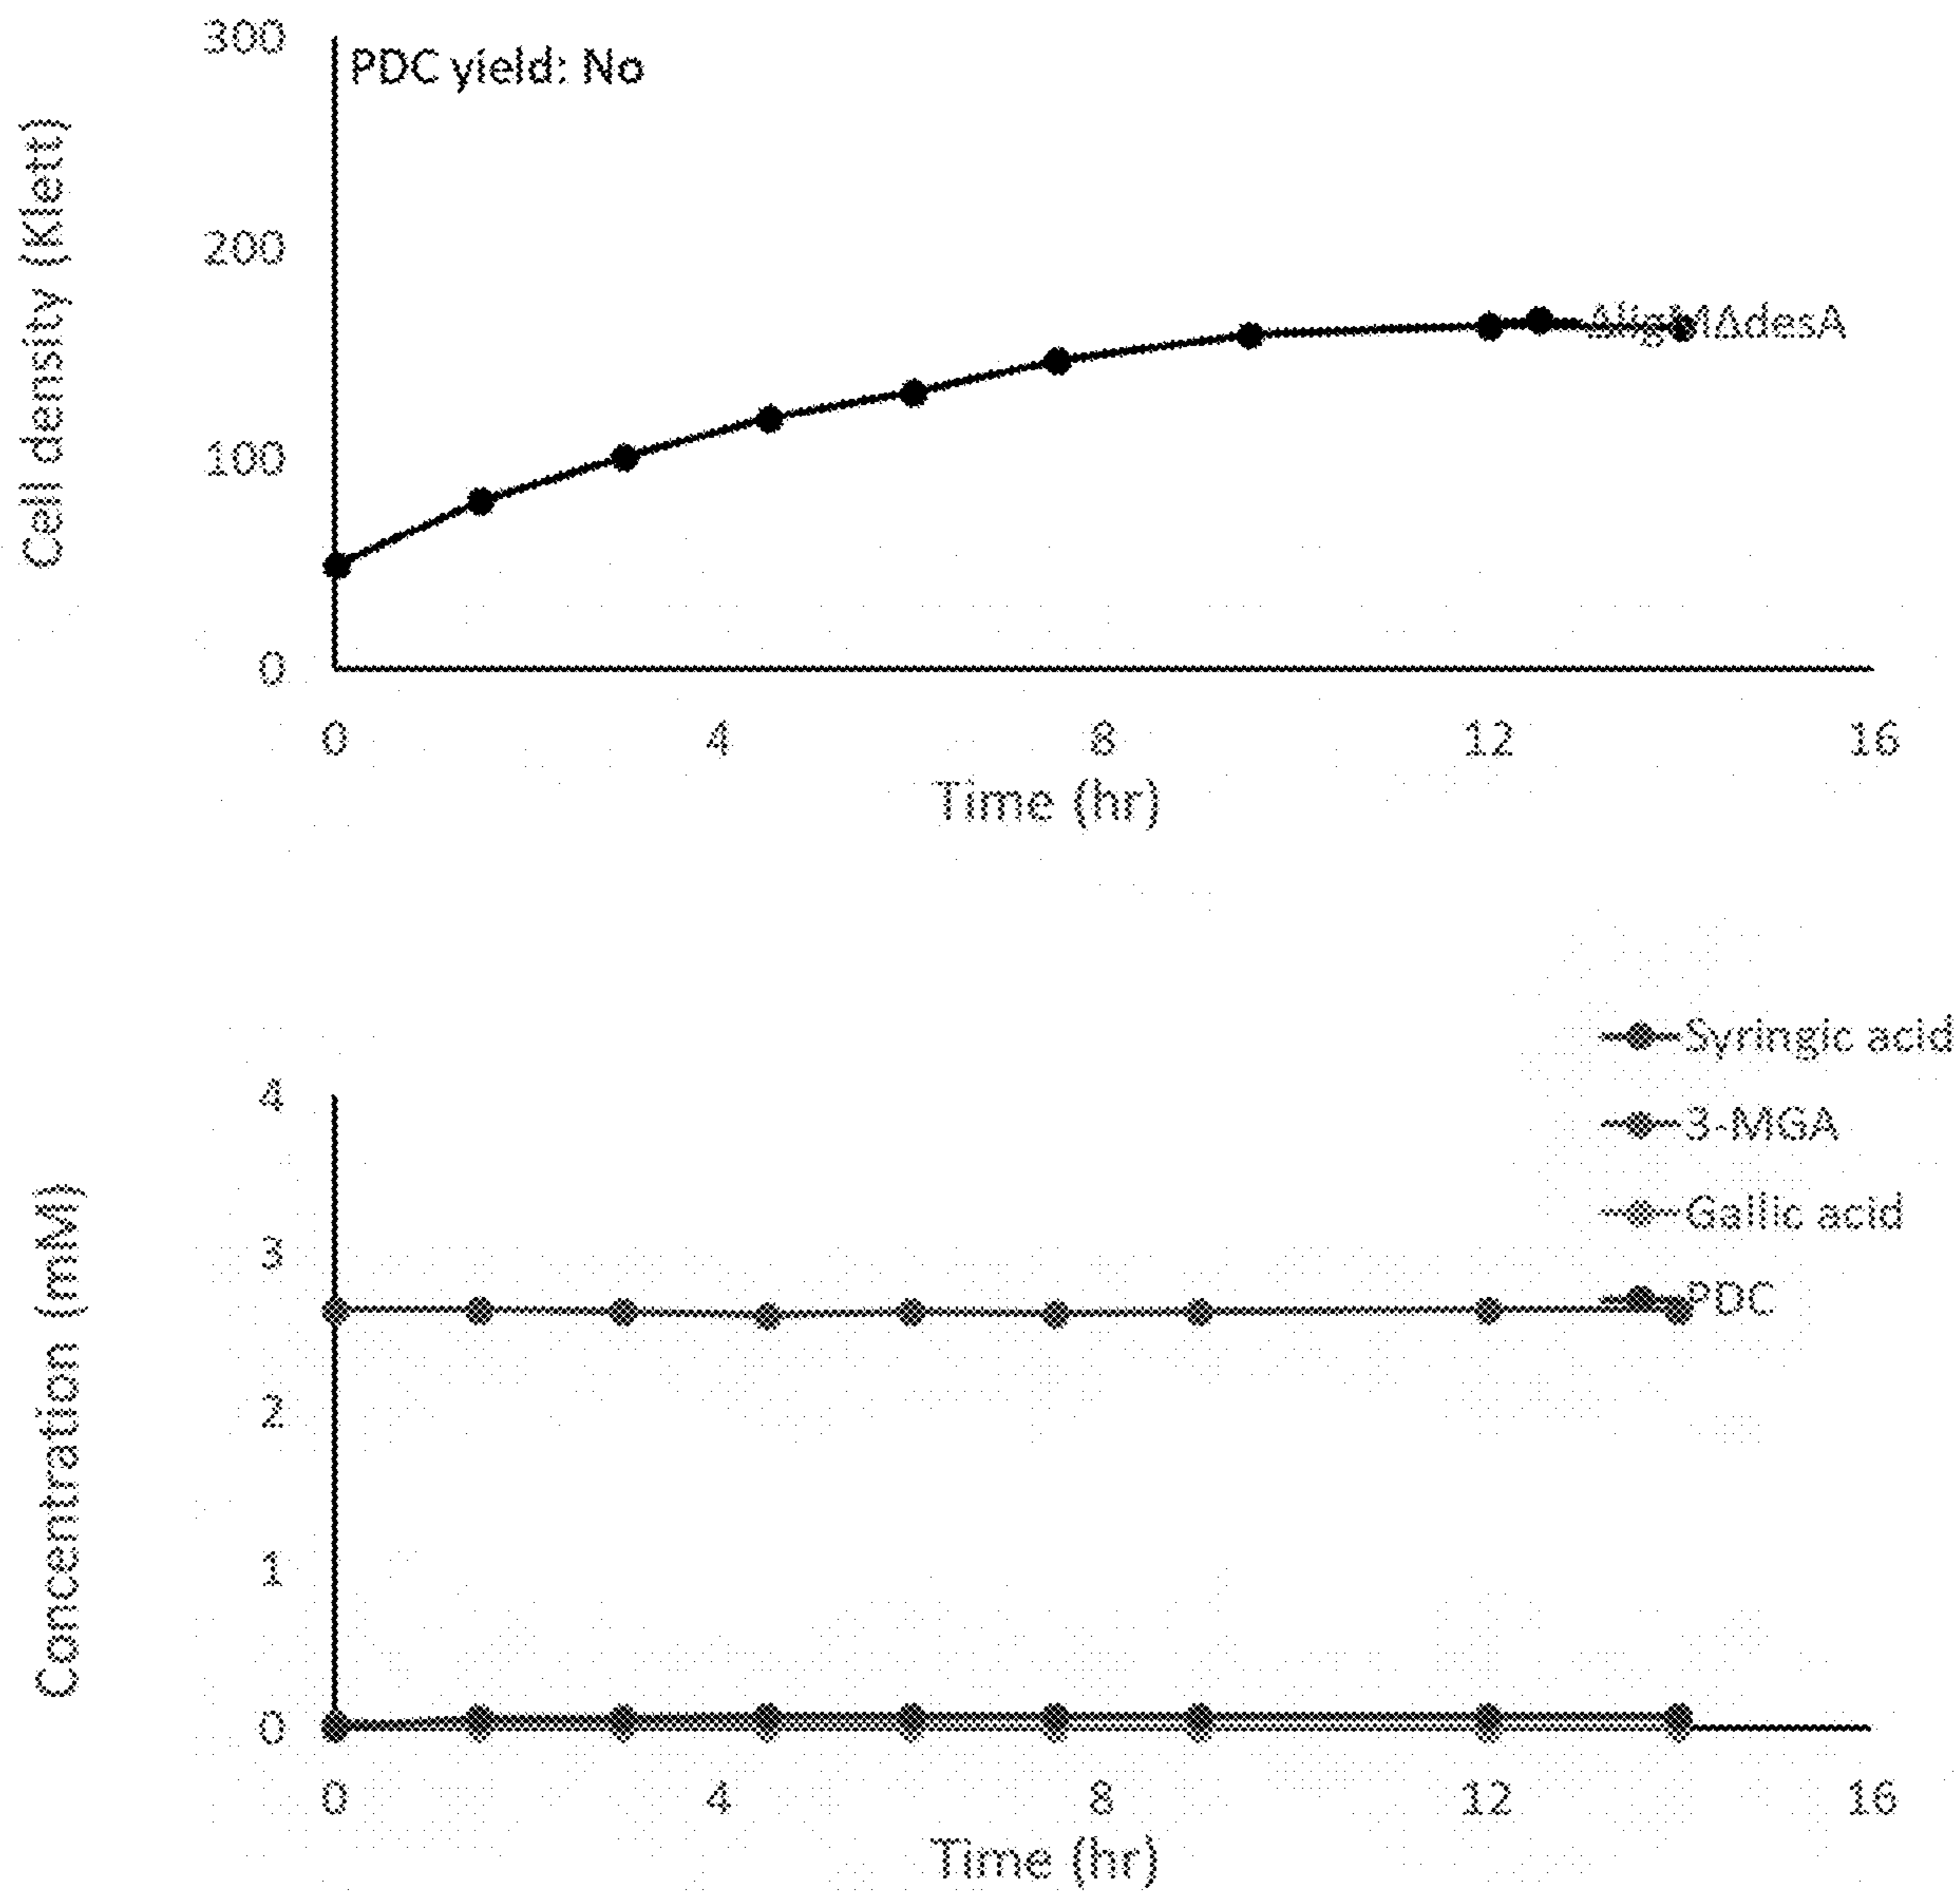 300
PDC yield: No
200
ΔligMΔdesA
100
0
Cell density (Klett)
0 4 8 12 16
Time (hr)
Syringic acid
3-MGA
Gallic acid
PDC
4
3
2
1
0
Concentration (mM)
0 4 8 12 16
Time (hr)